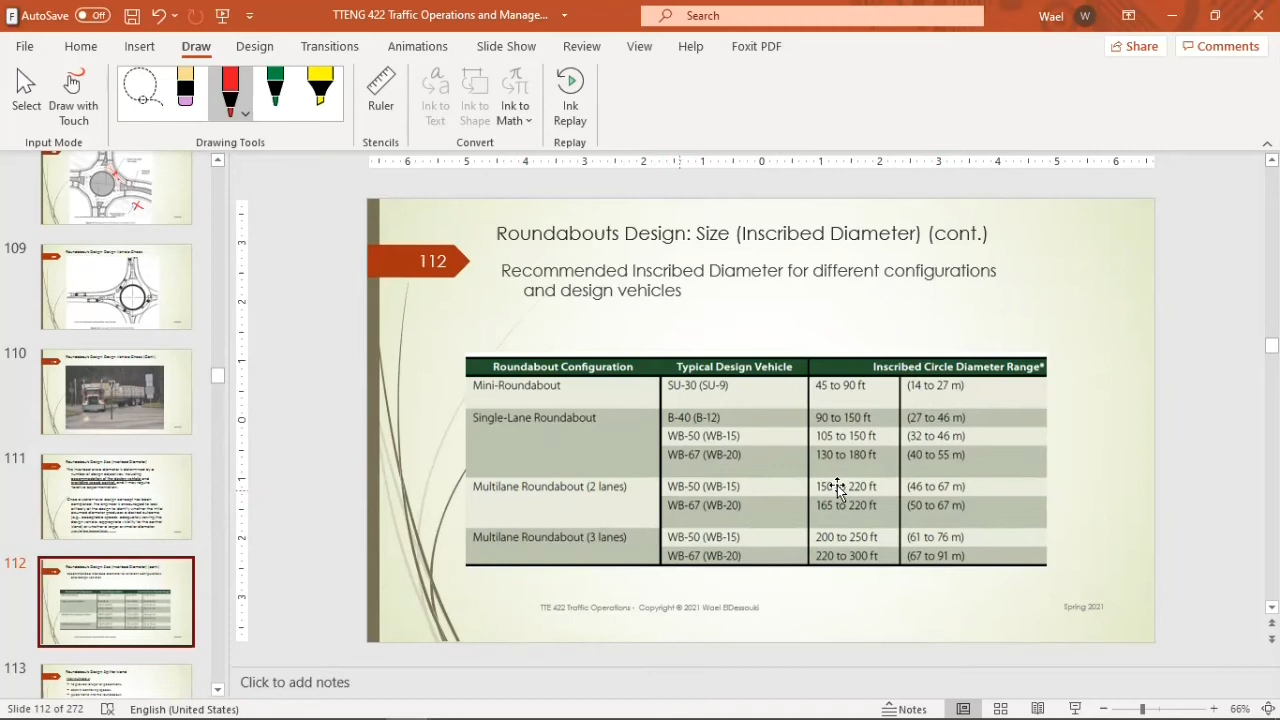 AutoSave Off
TTENG 422 Traffic Operations and Manage...
Search
Wael W
File Home Insert Draw Design Transitions Animations Slide Show Review View Help Foxit PDF
Share Comments
Select
Draw with Touch
Ruler
Ink to Text
Ink to Shape
Ink to Math
Ink Replay
Input Mode Drawing Tools Stencils Convert Replay
109
110
111
112
113
Roundabouts Design: Size (Inscribed Diameter) (cont.)
112
Recommended Inscribed Diameter for different configurations
and design vehicles
Roundabout Configuration Typical Design Vehicle Inscribed Circle Diameter Range*
Mini-Roundabout SU-30 (SU-9) 45 to 90 ft (14 to 27 m)
Single-Lane Roundabout B-40 (B-12) 90 to 150 ft (27 to 46 m)
WB-50 (WB-15) 105 to 150 ft (32 to 46 m)
WB-67 (WB-20) 130 to 180 ft (40 to 55 m)
Multilane Roundabout (2 lanes) WB-50 (WB-15) 220 ft (46 to 67 m)
WB-67 (WB-20) 220 ft (50 to 67 m)
Multilane Roundabout (3 lanes) WB-50 (WB-15) 200 to 250 ft (61 to 76 m)
WB-67 (WB-20) 220 to 300 ft (67 to 91 m)
TTE 422 Traffic Operations - Copyright ® 2021 Wael ElDessouki
Spring 2021
Click to add notes
Slide 112 of 272 English (United States) Notes 66%